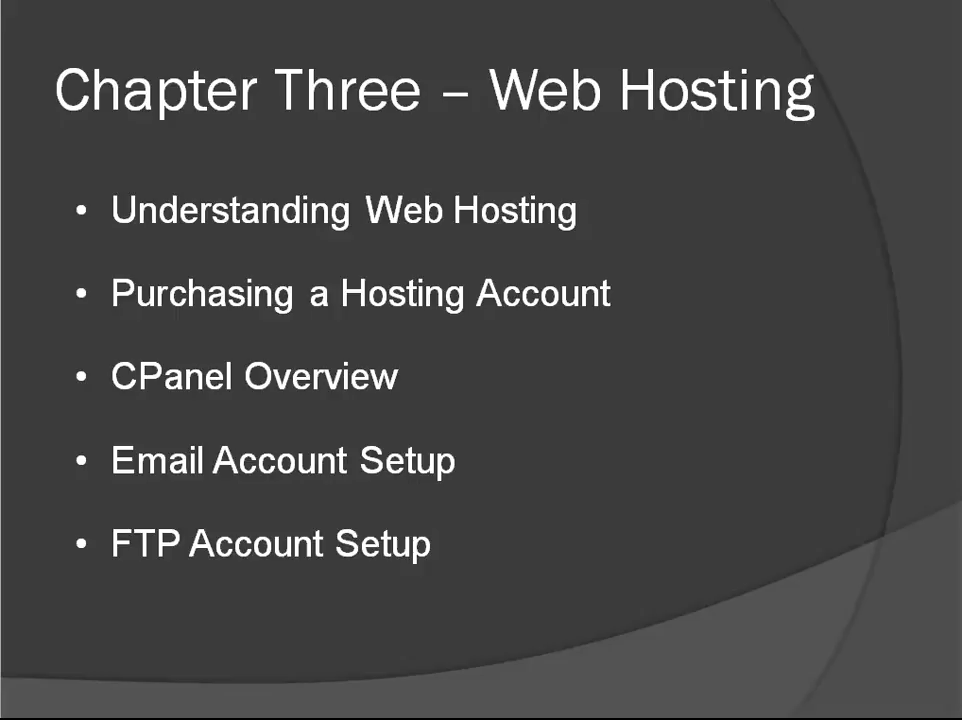 Chapter Three – Web Hosting
• Understanding Web Hosting
• Purchasing a Hosting Account
• CPanel Overview
• Email Account Setup
• FTP Account Setup